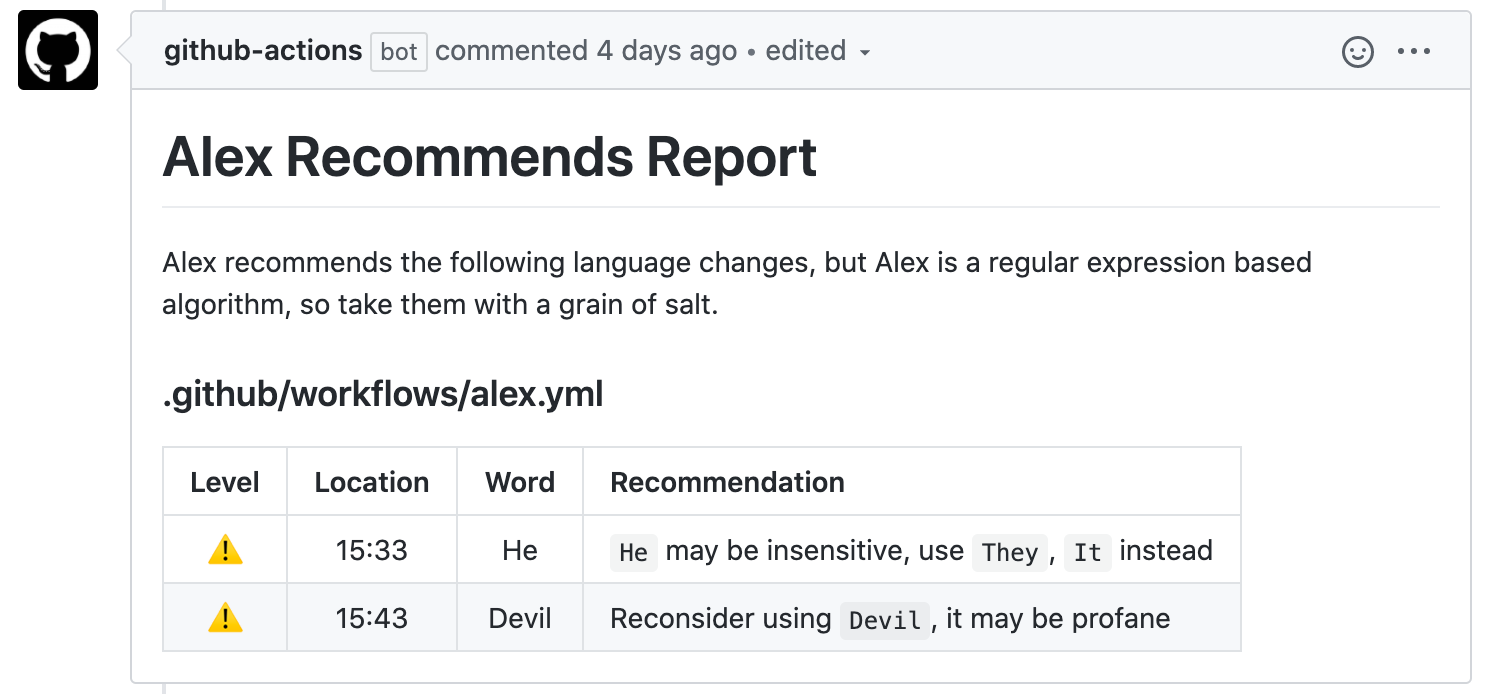 github-actions bot commented 4 days ago • edited
Alex Recommends Report
Alex recommends the following language changes, but Alex is a regular expression based
algorithm, so take them with a grain of salt.
.github/workflows/alex.yml
Level Location Word Recommendation
15:33 He He may be insensitive, use They, It instead
15:43 Devil Reconsider using Devil, it may be profane